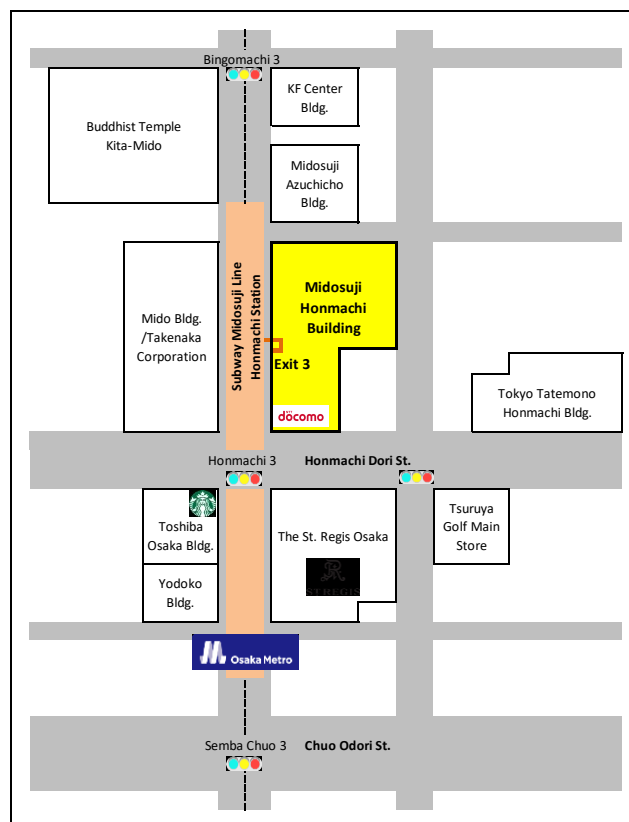 Bingomachi 3
KF Center
Bldg.
Buddhist Temple
Kita-Mido
Midosuji
Azuchicho
Bldg.
Subway Midosuji Line
Honmachi Station
Midosuji
Honmachi
Building
Mido Bldg.
/Takenaka
Corporation
Exit 3
docomo
Tokyo Tatemono
Honmachi Bldg.
Honmachi 3
Honmachi Dori St.
Toshiba
Osaka Bldg.
The St. Regis Osaka
Tsuruya
Golf Main
Store
ST REGIS
Yodoko
Bldg.
Osaka Metro
Semba Chuo 3
Chuo Odori St.